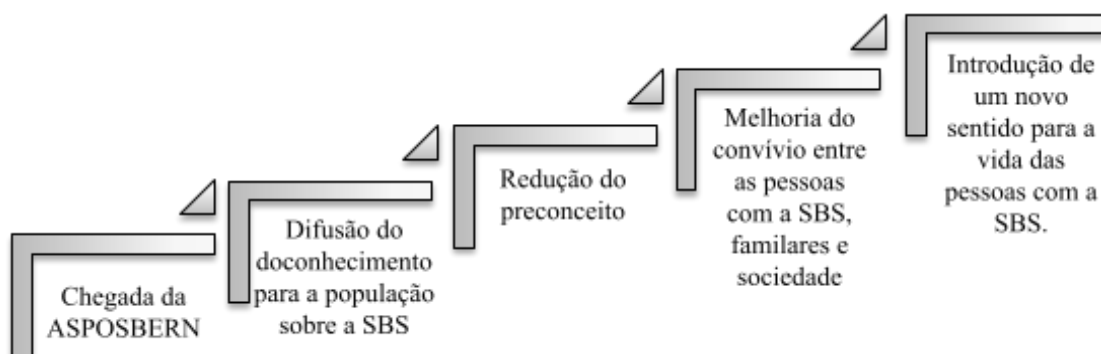 Chegada da
ASPOSBERN
Difusão do
doconhecimento
para a população
sobre a SBS
Redução do
preconceito
Melhoria do
convívio entre
as pessoas
com a SBS,
familares e
sociedade
Introdução de
um novo
sentido para a
vida das
pessoas com a
SBS.